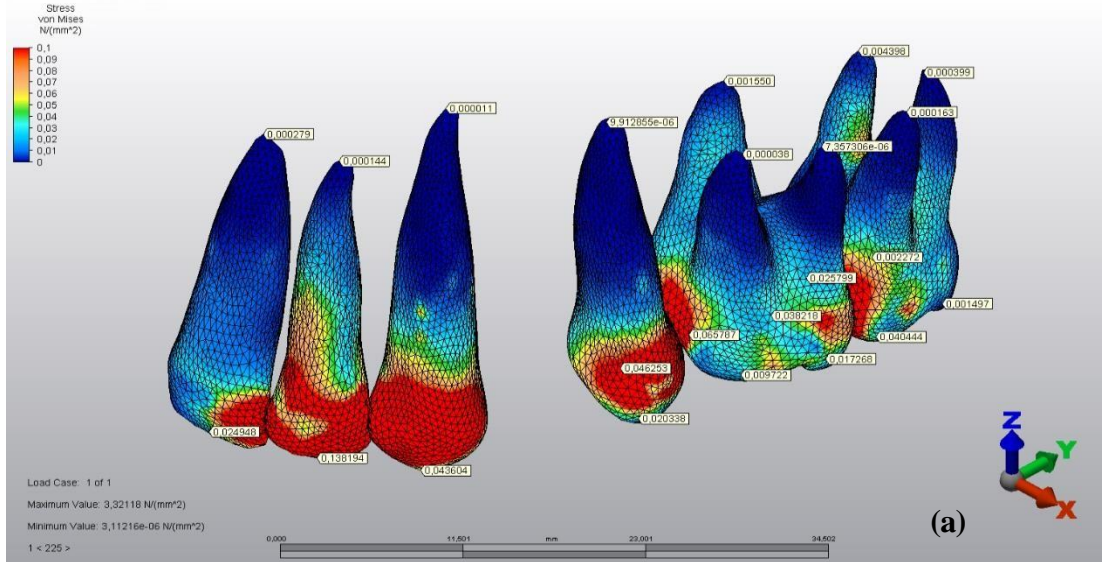 Stress
von Mises
N/(mm^2)
0,1
0,09
0,08
0,07
0,06
0,05
0,04
0,03
0,02
0,01
0
0,004398
0,000399
0,001550
0,000011
0,000163
9,912855e-06
0,000279
7,357306e-06
0,000038
0,000144
0,002272
0,025799
0,001497
0,038218
0,065787
0,040444
0,017268
0,046253
0,009722
0,020338
0,024948
0,138194
0,043604
Z
Y
X
Load Case: 1 of 1
Maximum Value: 3,32118 N/(mm^2)
Minimum Value: 3,11216e-06 N/(mm^2)
1 < 225 >
0,000 11,501 mm 23,001 34,502
(a)